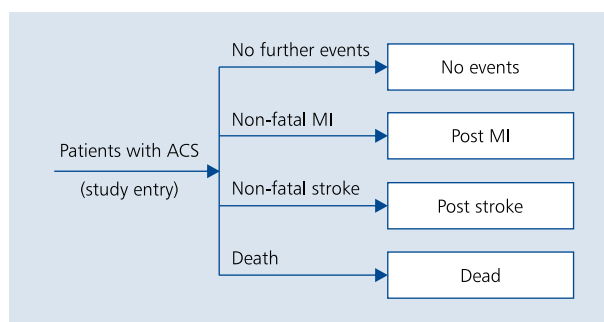 No further events
No events
Non-fatal MI
Post MI
Patients with ACS
(study entry)
Non-fatal stroke
Post stroke
Death
Dead